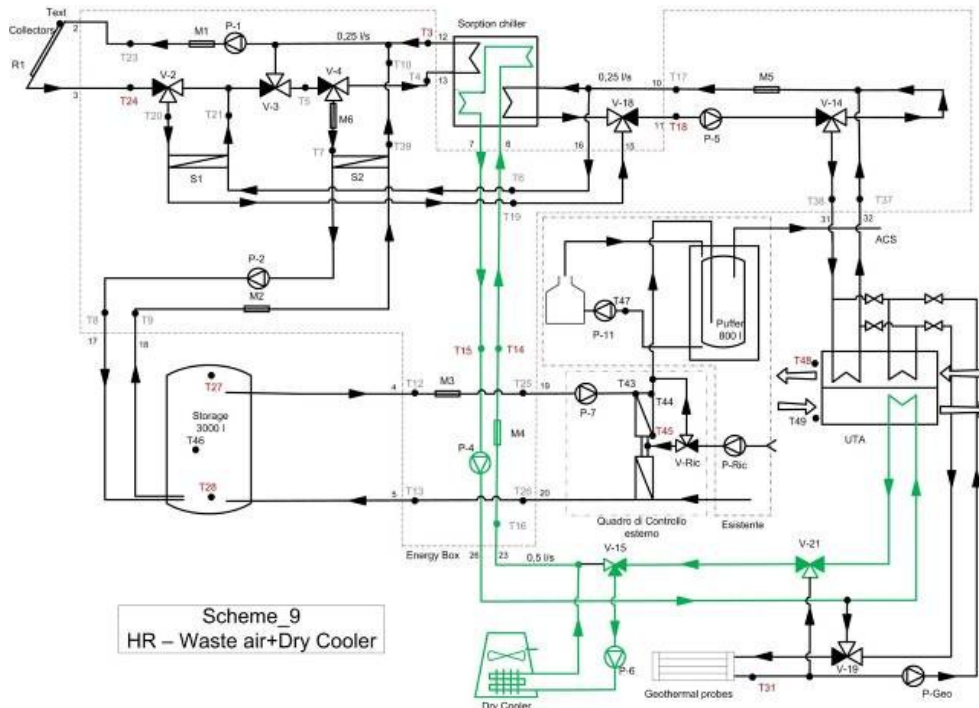 Text
Collectors
2
R1
3
T23
M1
P-1
0,25 l/s
T3
12
Sorption chiller
T10
T4
13
T24
V-2
V-3
T5
V-4
T20
T21
M6
T7
T39
S1
S2
7
6
16
0,25 l/s
10
T17
M5
V-18
11
T18
P-5
V-14
15
T6
T19
T38
31
T37
32
ACS
P-2
M2
T8
T9
17
18
P-11
T47
Puffer
800 l
T15
T14
T48
T49
UTA
T27
Storage
3000 l
T46
T28
4
T12
M3
T25
19
P-7
T43
T44
T45
V-Ric
P-Ric
P-4
M4
5
T13
T26
20
T16
Quadro di Controllo
esterno
Esistente
Energy Box
26
23
0,5 l/s
V-15
V-21
Scheme_9
HR – Waste air+Dry Cooler
P-6
Dry Cooler
V-19
Geothermal probes
T31
P-Geo